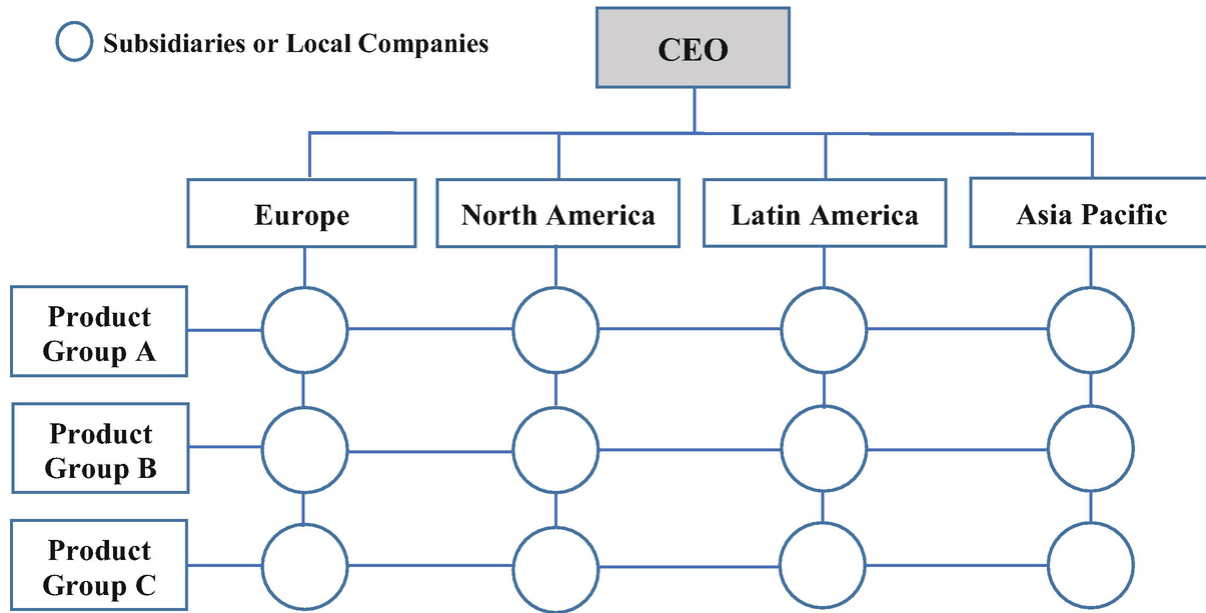 Subsidiaries or Local Companies
CEO
Europe
North America
Latin America
Asia Pacific
Product
Group A
Product
Group B
Product
Group C